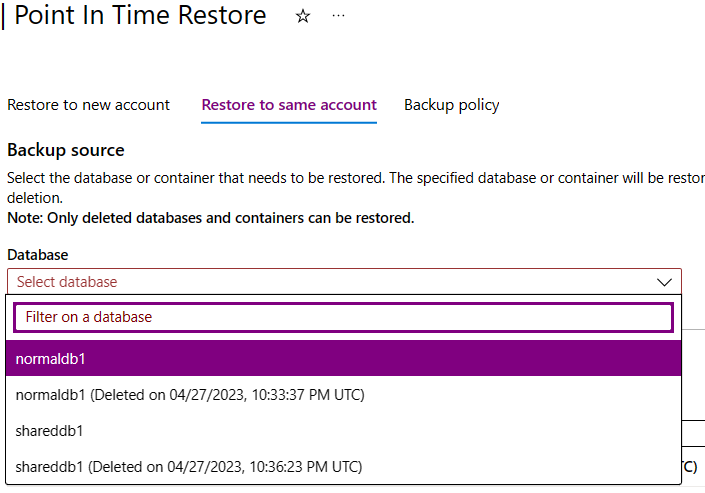 | Point In Time Restore
Restore to new account Restore to same account Backup policy
Backup source
Select the database or container that needs to be restored. The specified database or container will be restor
deletion.
Note: Only deleted databases and containers can be restored.
Database
Select database
Filter on a database
normaldb1
normaldb1 (Deleted on 04/27/2023, 10:33:37 PM UTC)
shareddb1
shareddb1 (Deleted on 04/27/2023, 10:36:23 PM UTC)
TC)